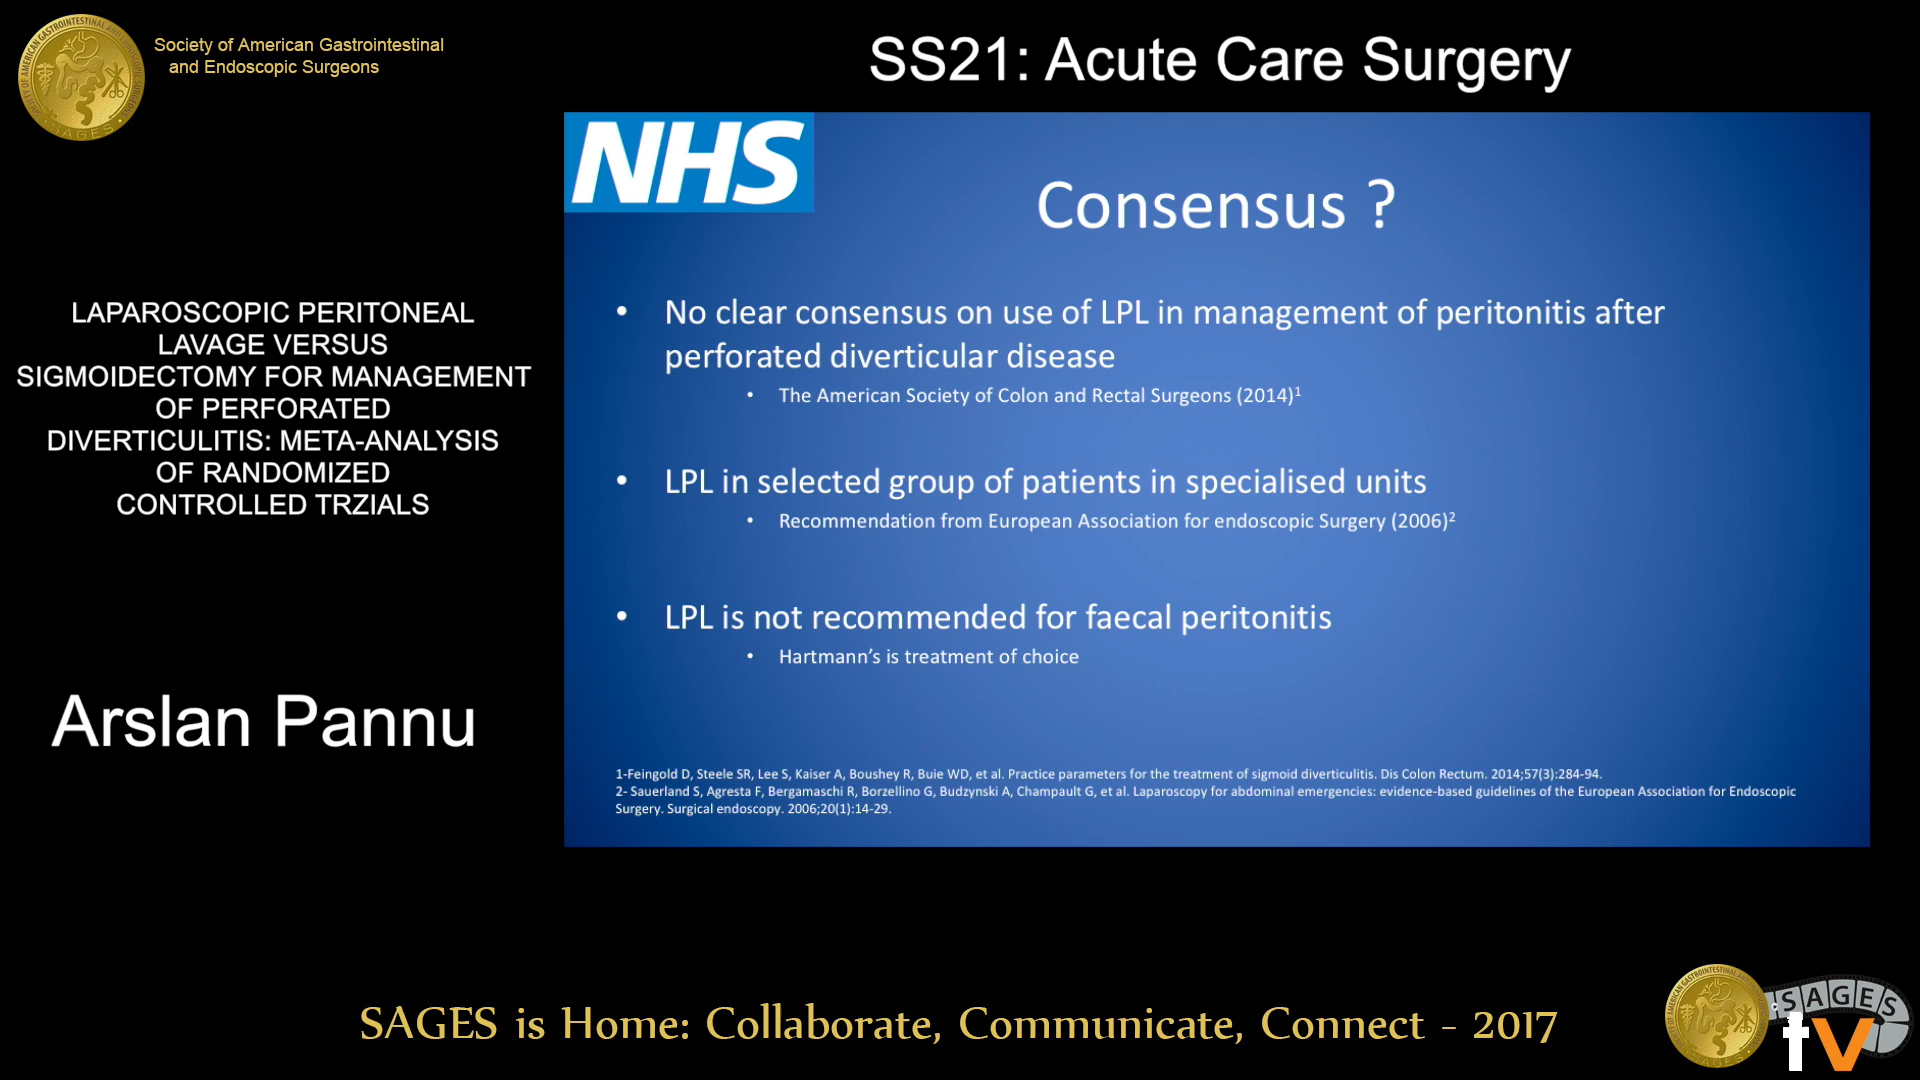 Society of American Gastrointestinal
and Endoscopic Surgeons
SS21: Acute Care Surgery
LAPAROSCOPIC PERITONEAL
LAVAGE VERSUS
SIGMOIDECTOMY FOR MANAGEMENT
OF PERFORATED
DIVERTICULITIS: META-ANALYSIS
OF RANDOMIZED
CONTROLLED TRZIALS
Arslan Pannu
NHS
Consensus ?
• No clear consensus on use of LPL in management of peritonitis after
perforated diverticular disease
• The American Society of Colon and Rectal Surgeons (2014)1
• LPL in selected group of patients in specialised units
• Recommendation from European Association for endoscopic Surgery (2006)2
• LPL is not recommended for faecal peritonitis
• Hartmann’s is treatment of choice
1-Feingold D, Steele SR, Lee S, Kaiser A, Boushey R, Buie WD, et al. Practice parameters for the treatment of sigmoid diverticulitis. Dis Colon Rectum. 2014;57(3):284-94.
2- Sauerland S, Agresta F, Bergamaschi R, Borzellino G, Budzynski A, Champault G, et al. Laparoscopy for abdominal emergencies: evidence-based guidelines of the European Association for Endoscopic
Surgery. Surgical endoscopy. 2006;20(1):14-29.
SAGES is Home: Collaborate, Communicate, Connect - 2017
SAGES
tv